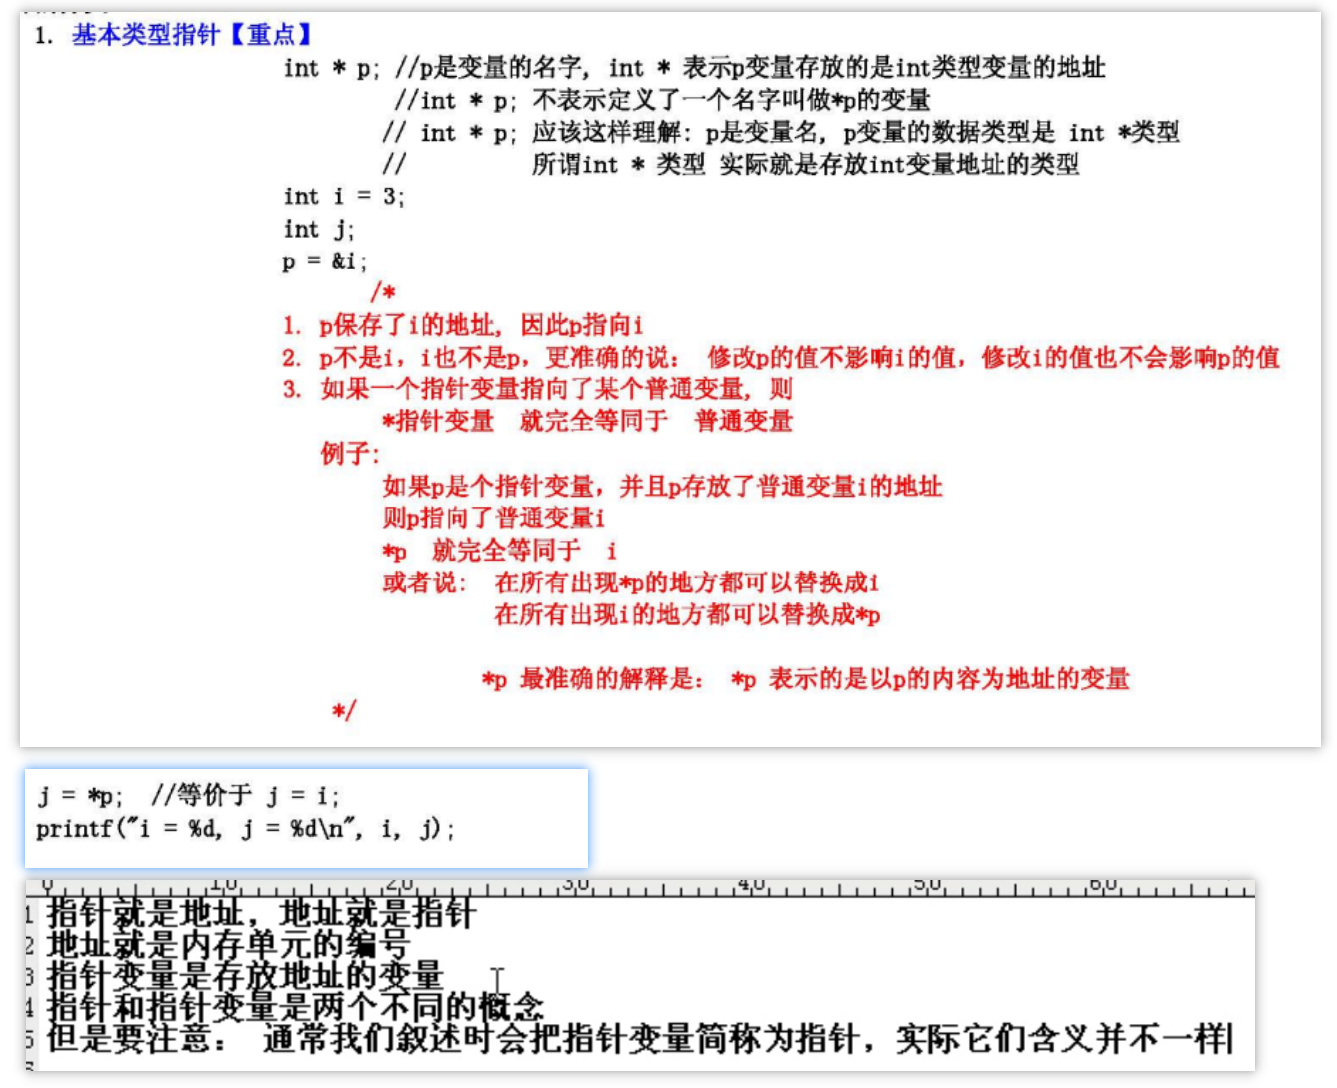 1. 基本类型指针【重点】
int * p; //p是变量的名字, int * 表示p变量存放的是int类型变量的地址
//int * p; 不表示定义了一个名字叫做*p的变量
// int * p; 应该这样理解: p是变量名, p变量的数据类型是 int *类型
// 所谓int * 类型 实际就是存放int变量地址的类型
int i = 3;
int j;
p = &i;
/*
1. p保存了i的地址, 因此p指向i
2. p不是i, i也不是p, 更准确的说: 修改p的值不影响i的值, 修改i的值也不会影响p的值
3. 如果一个指针变量指向了某个普通变量, 则
*指针变量 就完全等同于 普通变量
例子:
如果p是个指针变量, 并且p存放了普通变量i的地址
则p指向了普通变量i
*p 就完全等同于 i
或者说: 在所有出现*p的地方都可以替换成i
在所有出现i的地方都可以替换成*p
*p 最准确的解释是: *p 表示的是以p的内容为地址的变量
*/
j = *p; //等价于 j = i;
printf("i = %d, j = %d\n", i, j);
0 10 20 30 40 50 60
1 指针就是地址, 地址就是指针
2 地址就是内存单元的编号
3 指针变量是存放地址的变量
4 指针和指针变量是两个不同的概念
5 但是要注意: 通常我们叙述时会把指针变量简称为指针, 实际它们含义并不一样